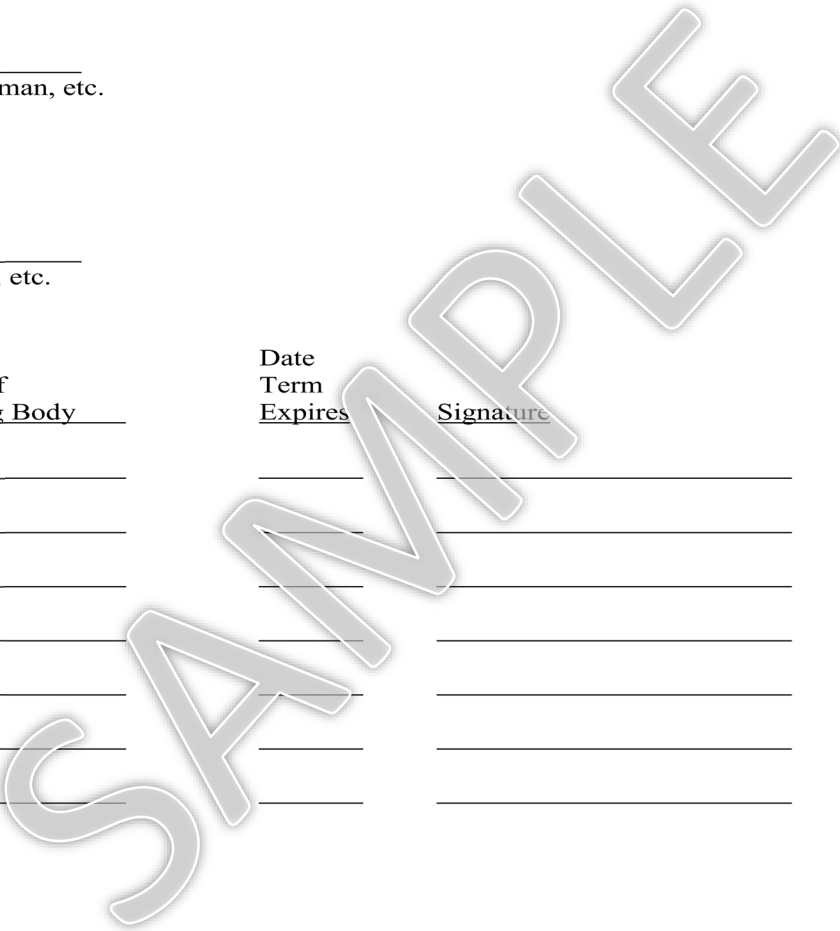 man, etc.
, etc.
Date
f Term
g Body Expires Signature
SAMPLE